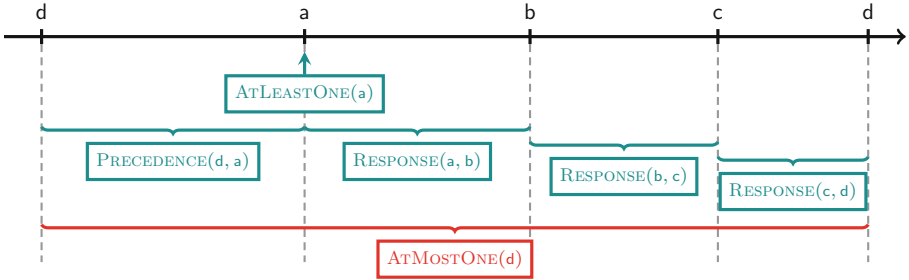 d a b c d
ATLEASTONE(a)
PRECEDENCE(d, a) RESPONSE(a, b)
RESPONSE(b, c)
RESPONSE(c, d)
ATMOSTONE(d)